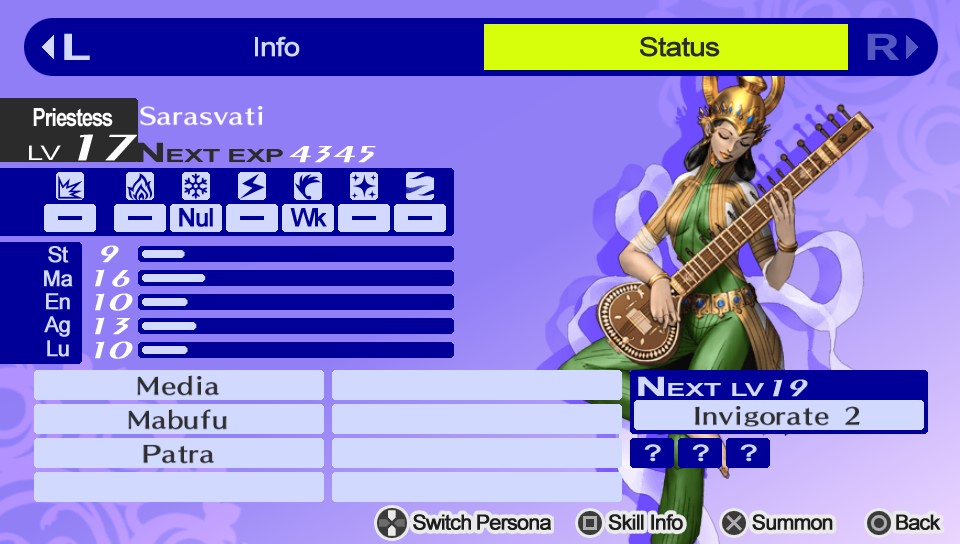 L Info Status R
Priestess Sarasvati
LV 17 NEXT EXP 4345
— — Nul — Wk — —
St 9
Ma 16
En 10
Ag 13
Lu 10
Media
Mabufu
Patra
NEXT LV 19
Invigorate 2
? ? ?
Switch Persona Skill Info Summon Back